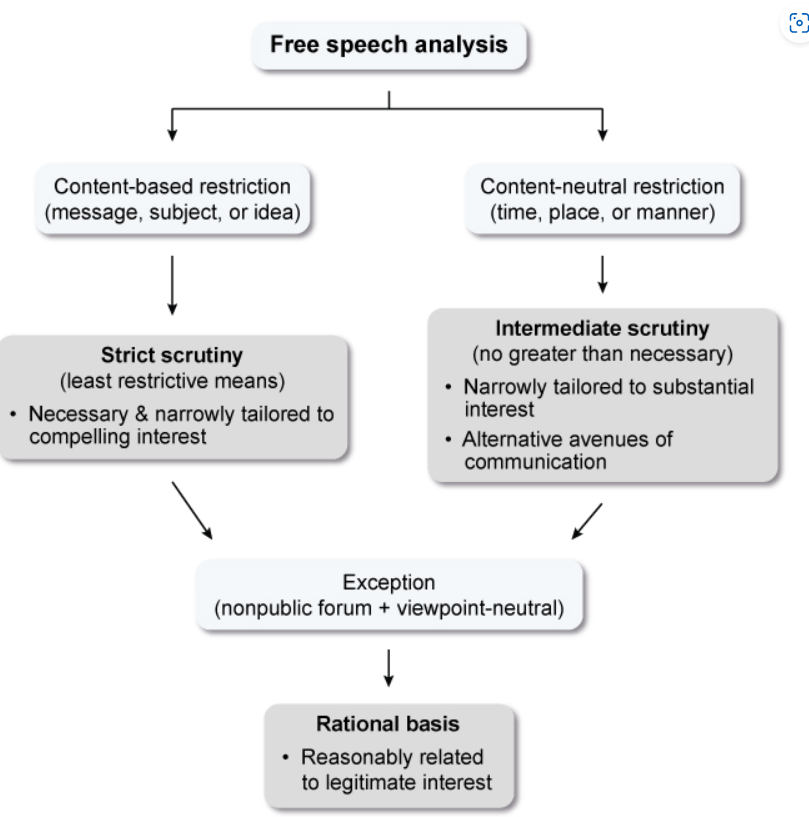 Free speech analysis
Content-based restriction
(message, subject, or idea)
Content-neutral restriction
(time, place, or manner)
Strict scrutiny
(least restrictive means)
• Necessary & narrowly tailored to
compelling interest
Intermediate scrutiny
(no greater than necessary)
• Narrowly tailored to substantial
interest
• Alternative avenues of
communication
Exception
(nonpublic forum + viewpoint-neutral)
Rational basis
• Reasonably related
to legitimate interest